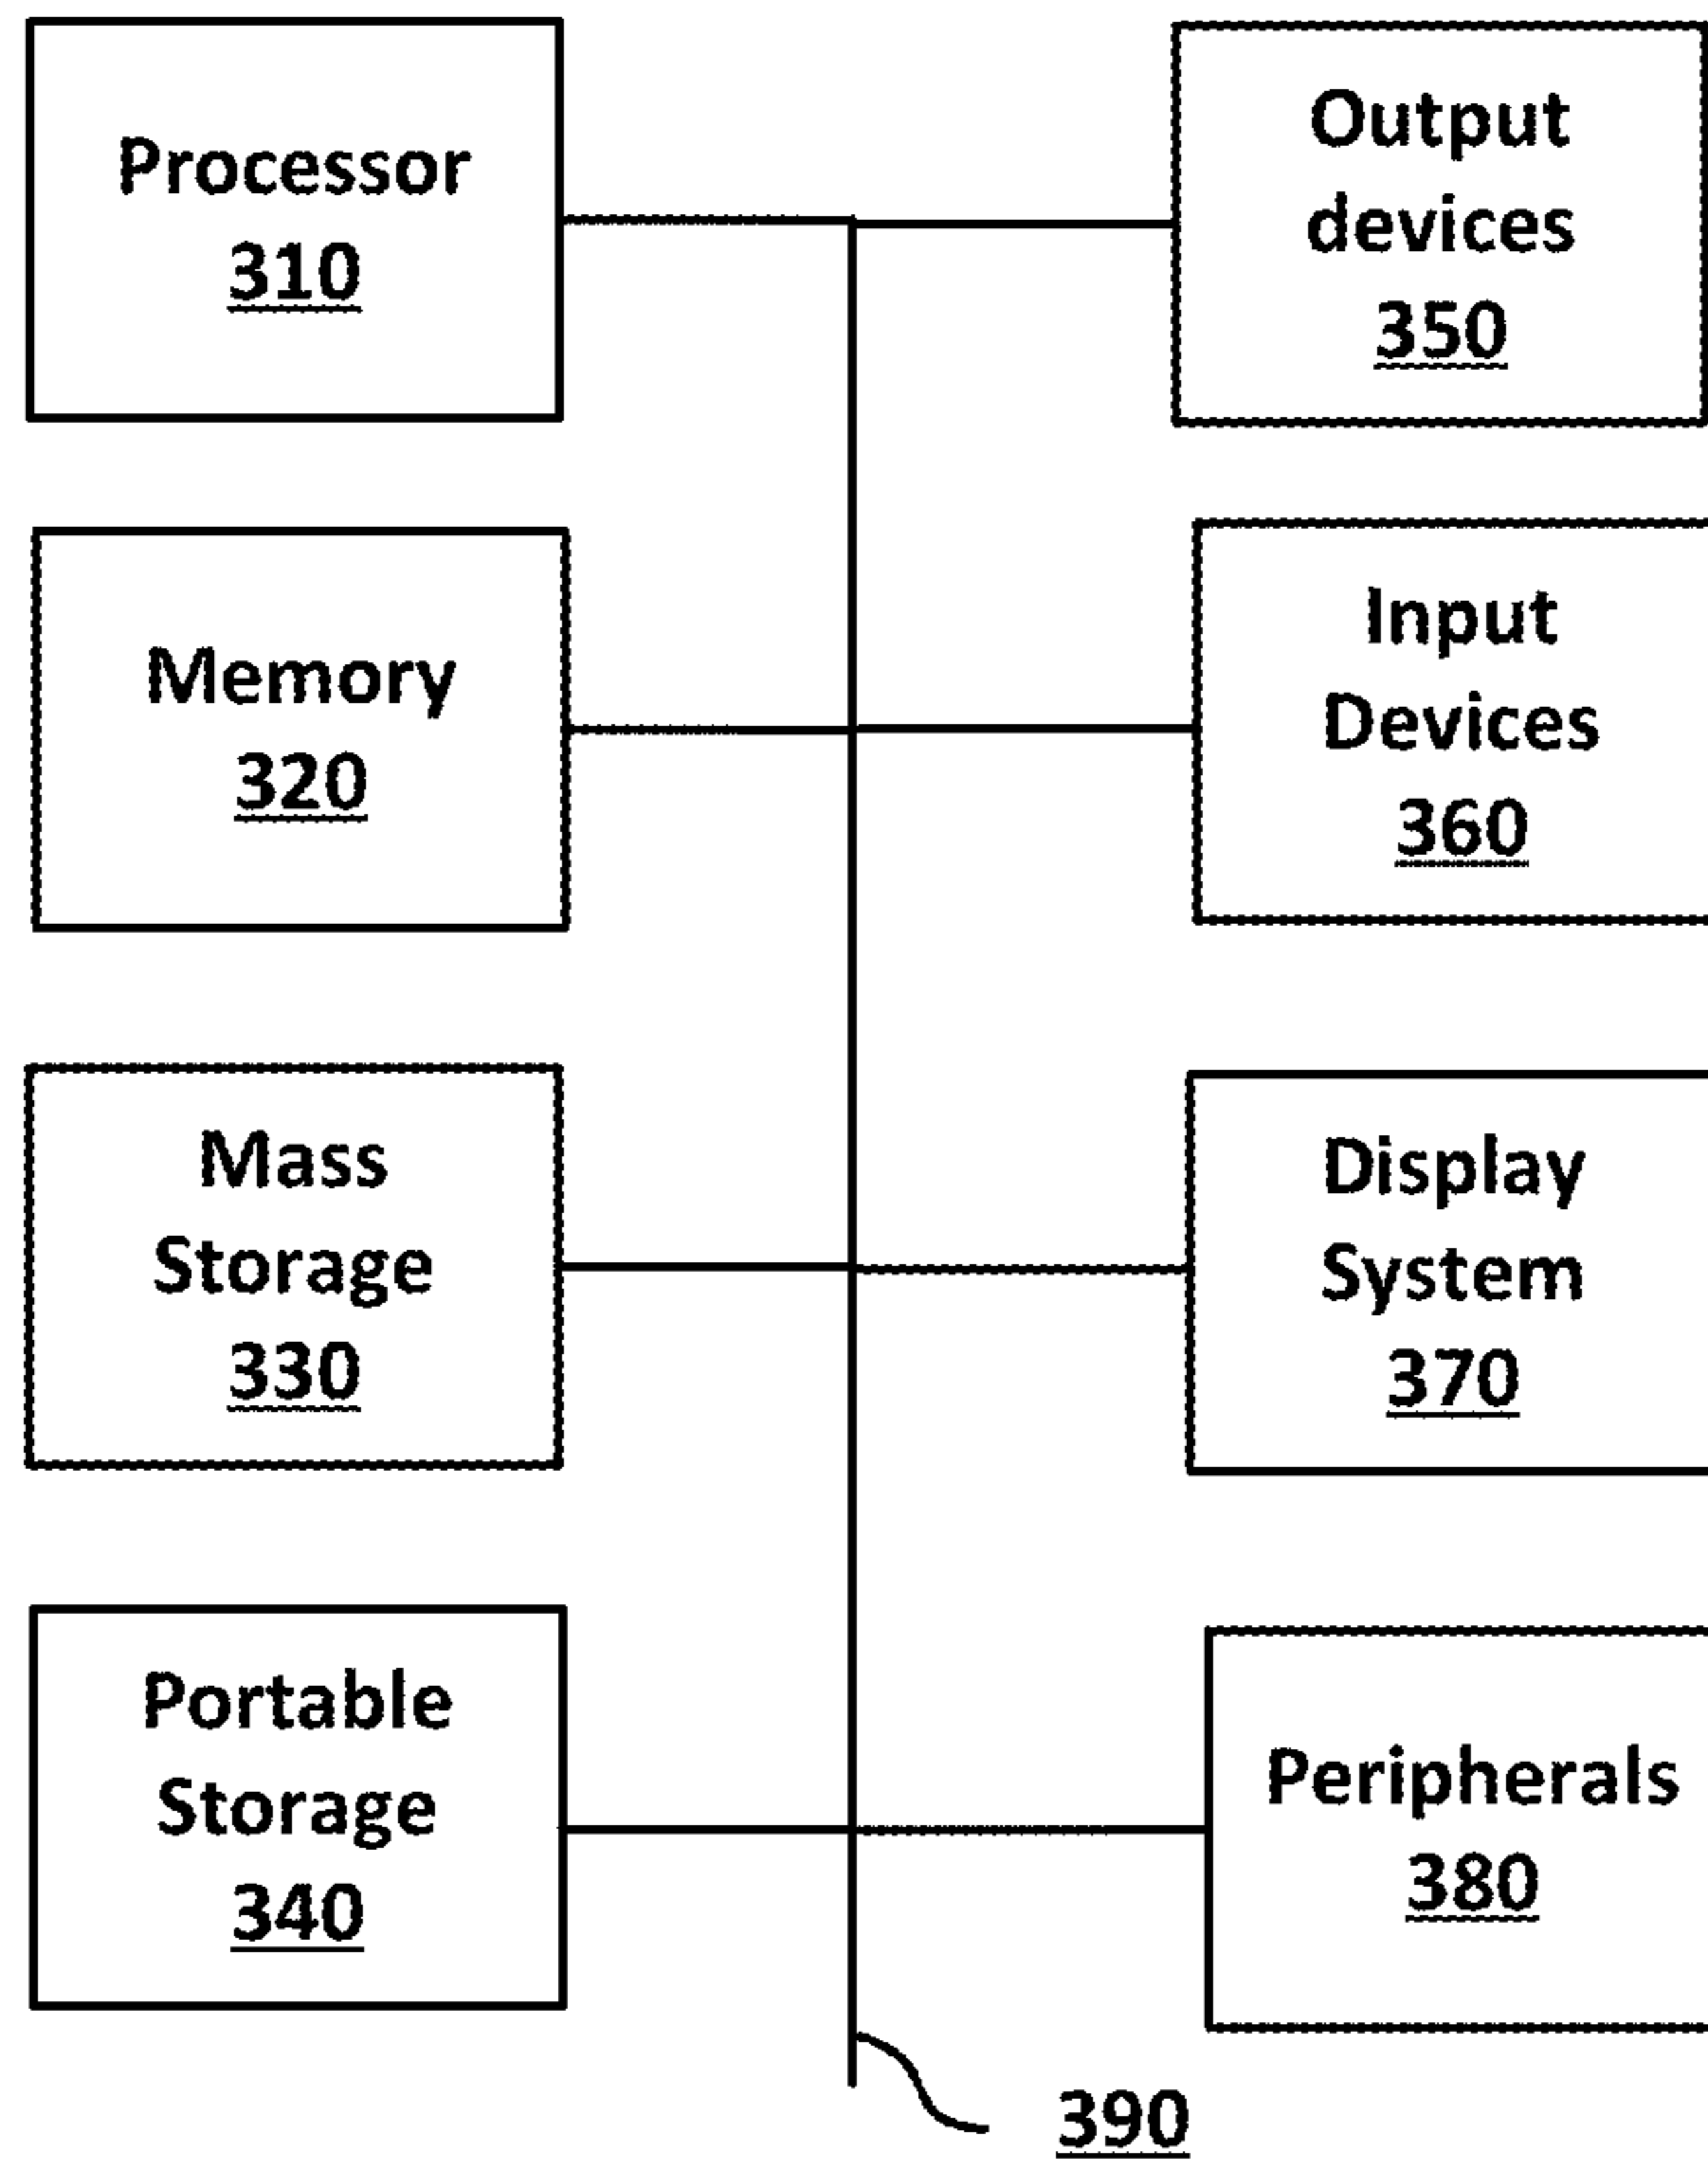 Processor
310
Output
devices
350
Memory
320
Input
Devices
360
Mass
Storage
330
Display
System
370
Portable
Storage
340
Peripherals
380
390